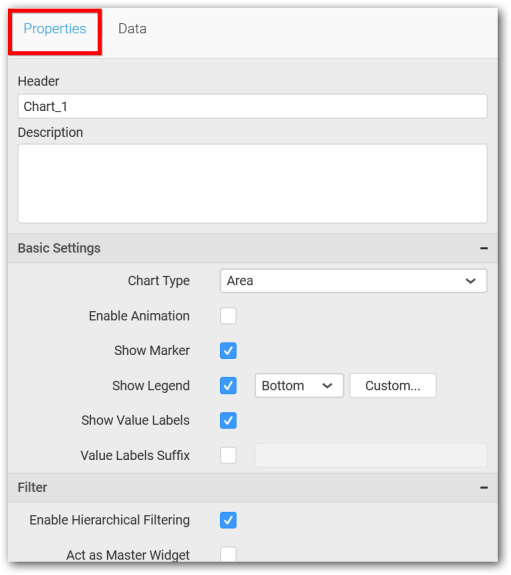 Properties Data
Header
Chart_1
Description
Basic Settings
Chart Type Area
Enable Animation
Show Marker
Show Legend Bottom Custom...
Show Value Labels
Value Labels Suffix
Filter
Enable Hierarchical Filtering
Act as Master Widget